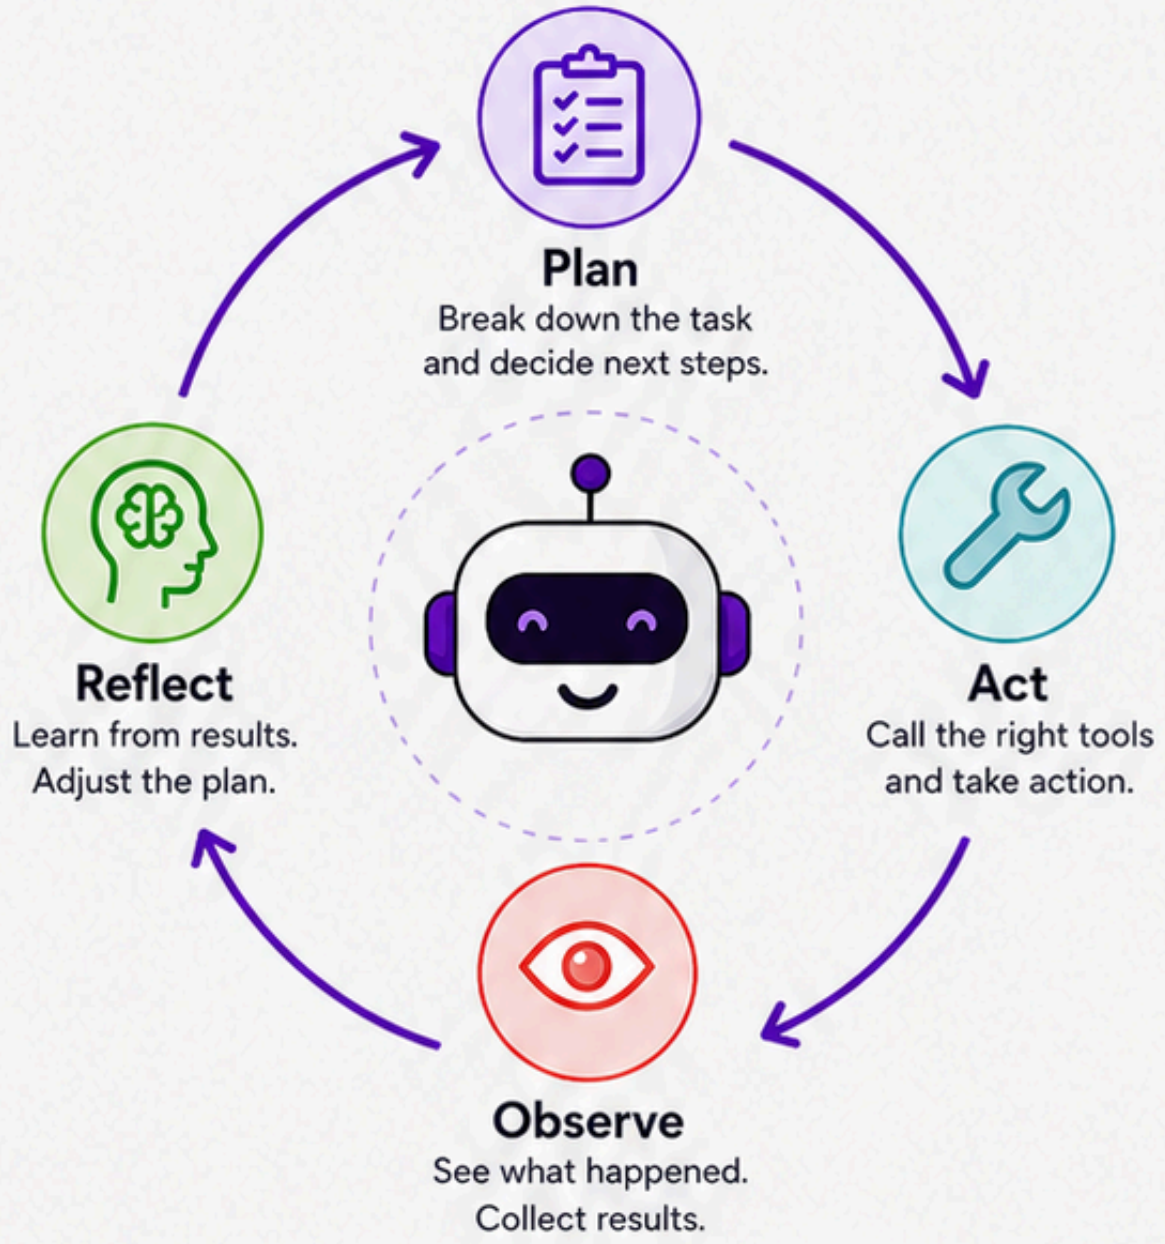 Plan
Break down the task
and decide next steps.
Reflect
Learn from results.
Adjust the plan.
Act
Call the right tools
and take action.
Observe
See what happened.
Collect results.